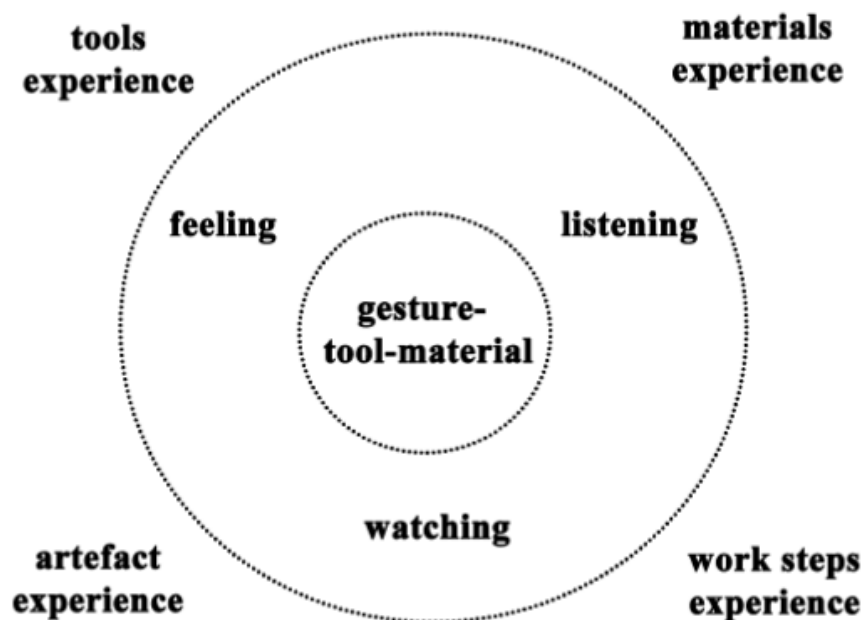 tools
experience
materials
experience
feeling
listening
gesture-
tool-material
watching
artefact
experience
work steps
experience